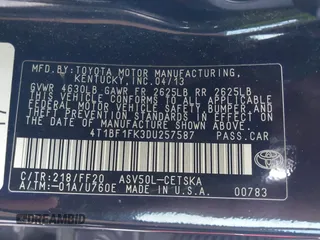 MFD.BY:TOYOTA MOTOR MANUFACTURING,
KENTUCKY,INC.04/13
GVWR 4630LB GAWR FR 2625LB RR 2625LB
THIS VEHICLE CONFORMS TO ALL APPLICABLE
FEDERAL MOTOR VEHICLE SAFETY, BUMPER,
AND THEFT PREVENTION STANDARDS IN EFFECT
ON THE DATE OF MANUFACTURE SHOWN ABOVE.
4T1BF1FK3DU257587 PASS.CAR
TOYOTA
C/TR:218/FF20 ASV50L-CETSKA
A/TM:-01A/U760E MADE IN U.S.A. 00783
DREAMBID